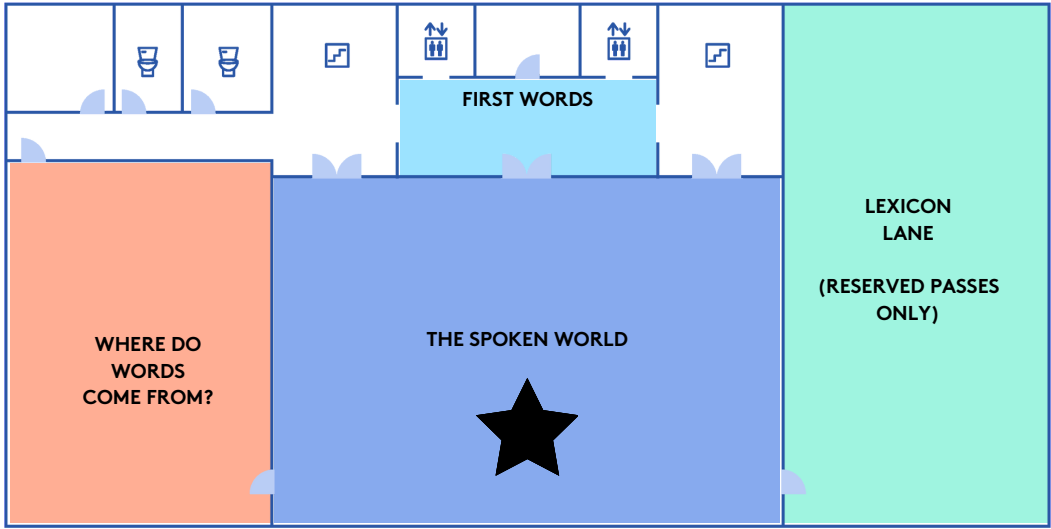 FIRST WORDS
LEXICON
LANE
(RESERVED PASSES
ONLY)
THE SPOKEN WORLD
WHERE DO
WORDS
COME FROM?